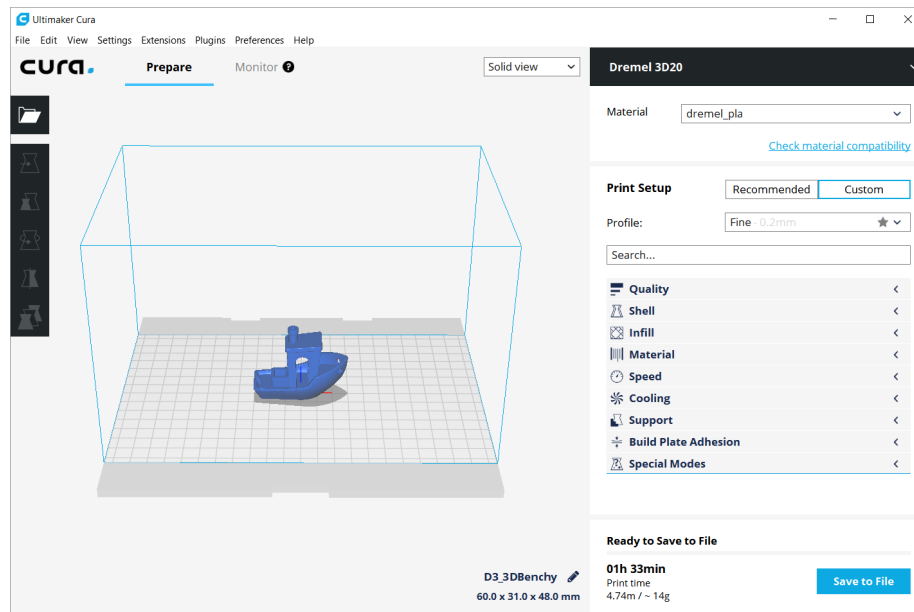 Ultimaker Cura
File Edit View Settings Extensions Plugins Preferences Help
cura.
Prepare Monitor ?
Solid view
Dremel 3D20
Material dremel_pla
Check material compatibility
Print Setup Recommended Custom
Profile: Fine - 0.2mm
Search...
Quality
Shell
Infill
Material
Speed
Cooling
Support
Build Plate Adhesion
Special Modes
D3_3DBenchy
60.0 x 31.0 x 48.0 mm
Ready to Save to File
01h 33min
Print time
4.74m / ~ 14g
Save to File